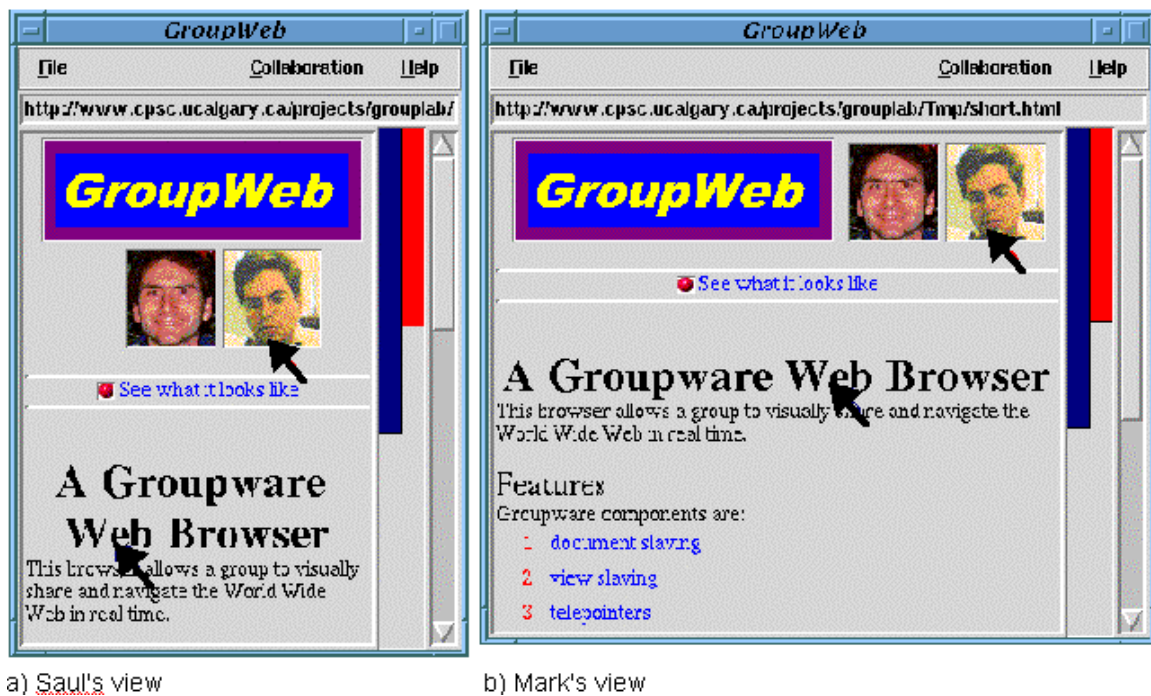 GroupWeb
File Collaboration Help
http://www.cpsc.ucalgary.ca/projects/grouplab/
GroupWeb
See what it looks like
A Groupware
Web Browser
This browser allows a group to visually
share and navigate the World Wide
Web in real time.
a) Saul's view
GroupWeb
File Collaboration Help
http://www.cpsc.ucalgary.ca/projects/grouplab/Tmp/short.html
GroupWeb
See what it looks like
A Groupware Web Browser
This browser allows a group to visually share and navigate the
World Wide Web in real time.
Features
Groupware components are:
1 document slaving
2 view slaving
3 telepointers
b) Mark's view